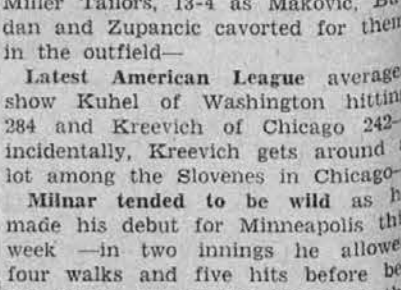 Miller Tailors, 13-4 as Makovic,
dan and Zupancic cavorted for them
in the outfield—
Latest American League average
show Kuhel of Washington hittin
284 and Kreevich of Chicago 242—
incidentally, Kreevich gets around
lot among the Slovenes in Chicago—
Milnar tended to be wild as h
made his debut for Minneapolis thi
week —in two innings he allowe
four walks and five hits before be